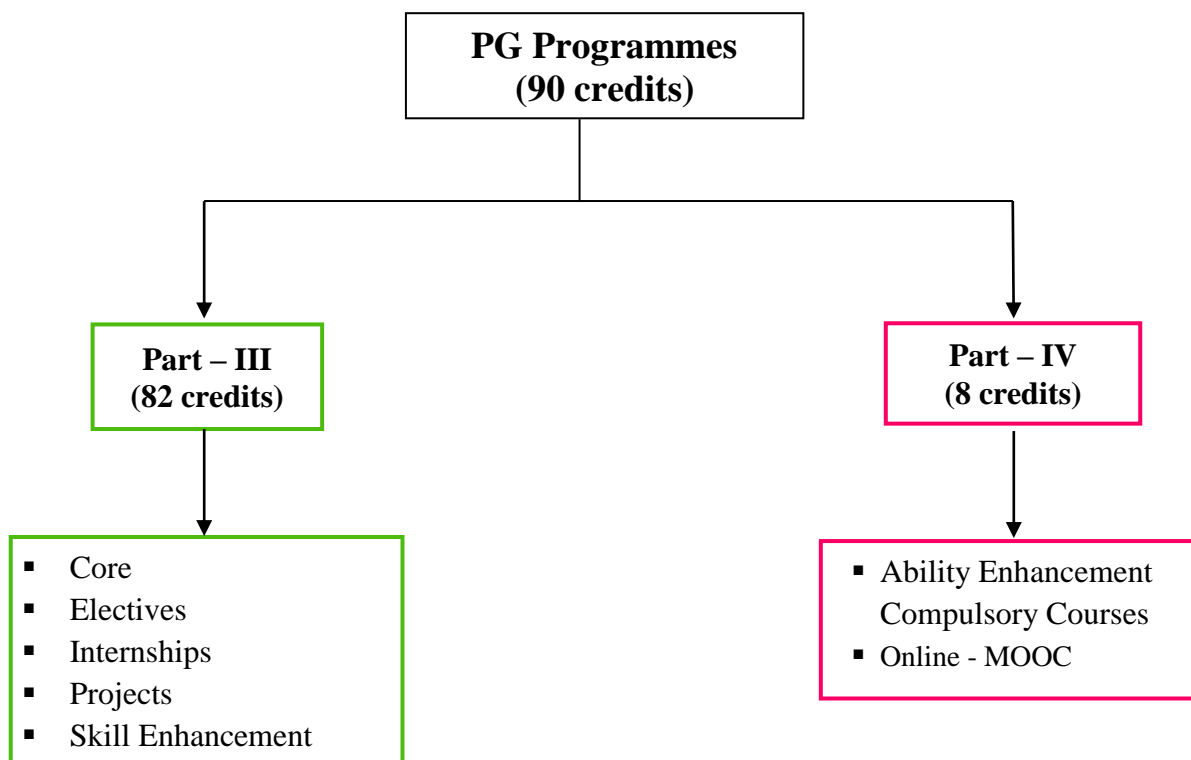 PG Programmes
(90 credits)
Part – III
(82 credits)
Part – IV
(8 credits)
▪ Core
▪ Electives
▪ Internships
▪ Projects
▪ Skill Enhancement
▪ Ability Enhancement
Compulsory Courses
▪ Online - MOOC